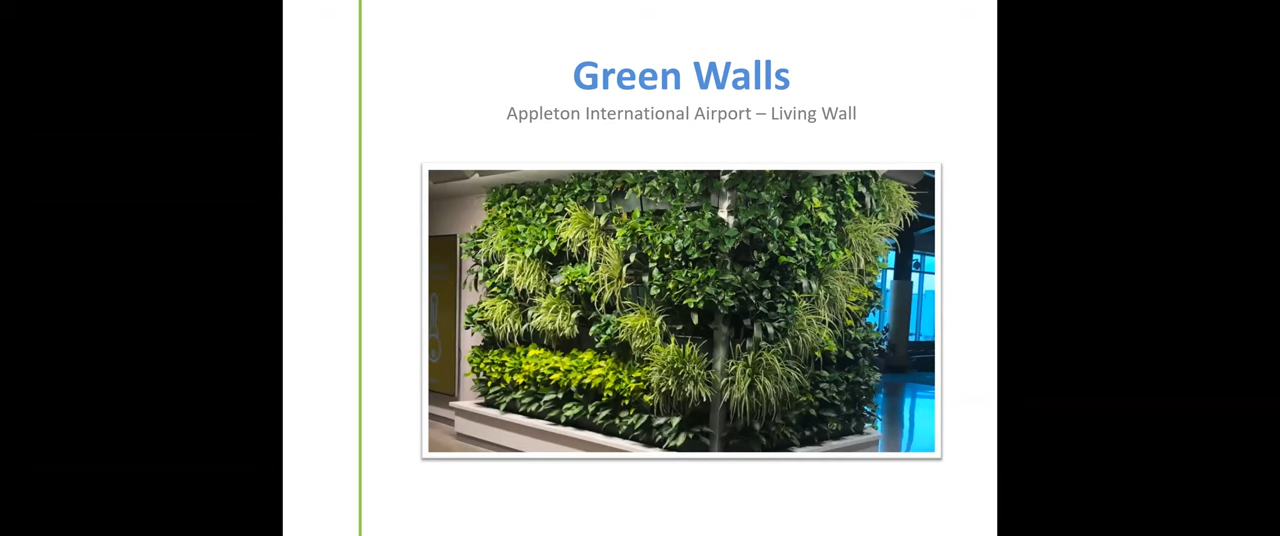 Green Walls
Appleton International Airport – Living Wall